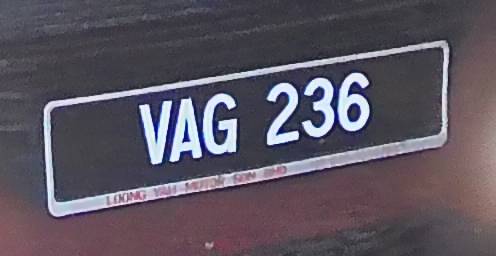 VAG 236
LOONG YAH MOTOR SDN BHD